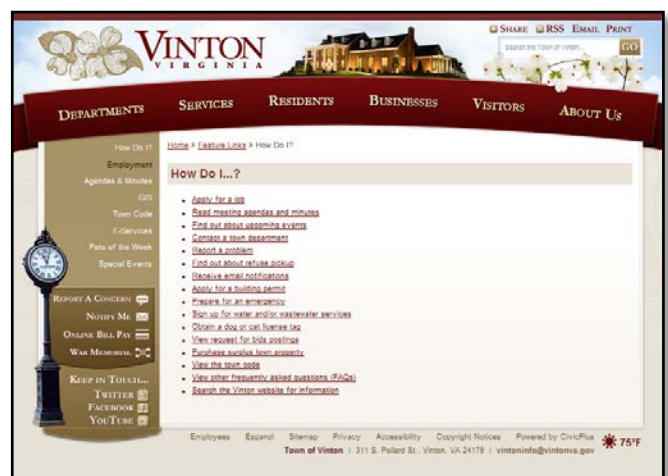 SHARE RSS EMAIL PRINT
VINTON
VIRGINIA
Search the Town of Vinton...
GO
DEPARTMENTS SERVICES RESIDENTS BUSINESSES VISITORS ABOUT US
How Do I?
Employment
Agendas & Minutes
GIS
Town Code
E-Services
Pets of the Week
Special Events
REPORT A CONCERN
NOTIFY ME
ONLINE BILL PAY
WAR MEMORIAL
KEEP IN TOUCH...
TWITTER
FACEBOOK
YOUTUBE
Home > Feature Links > How Do I?
How Do I...?
Apply for a job
Read meeting agendas and minutes
Find out about upcoming events
Contact a town department
Report a problem
Find out about refuse pickup
Receive email notifications
Apply for a building permit
Prepare for an emergency
Sign up for water and/or wastewater services
Obtain a dog or cat license tag
View request for bids postings
Purchase surplus town property
View the town code
View other frequently asked questions (FAQs)
Search the Vinton website for information
Employees Espanol Sitemap Privacy Accessibility Copyright Notices Powered by CivicPlus
Town of Vinton | 311 S. Pollard St., Vinton, VA 24179 | vintoninfo@vintonva.gov
75°F